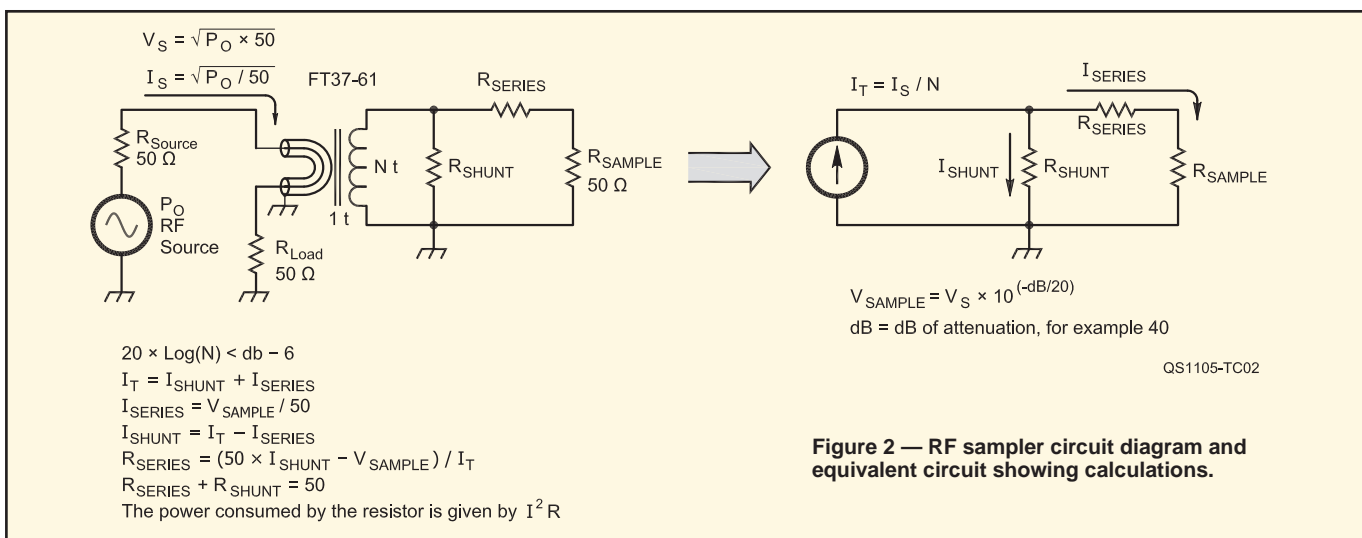 V_S = √P_O × 50
I_S = √P_O / 50
FT37-61
R_Source
50 Ω
P_O
RF
Source
R_Load
50 Ω
N t
1 t
R_SHUNT
R_SERIES
R_SAMPLE
50 Ω
I_T = I_S / N
I_SERIES
R_SERIES
I_SHUNT
R_SHUNT
R_SAMPLE
V_SAMPLE = V_S × 10^(-dB/20)
dB = dB of attenuation, for example 40
QS1105-TC02
20 × Log(N) < db – 6
I_T = I_SHUNT + I_SERIES
I_SERIES = V_SAMPLE / 50
I_SHUNT = I_T – I_SERIES
R_SERIES = (50 × I_SHUNT – V_SAMPLE) / I_T
R_SERIES + R_SHUNT = 50
The power consumed by the resistor is given by I² R
Figure 2 — RF sampler circuit diagram and
equivalent circuit showing calculations.